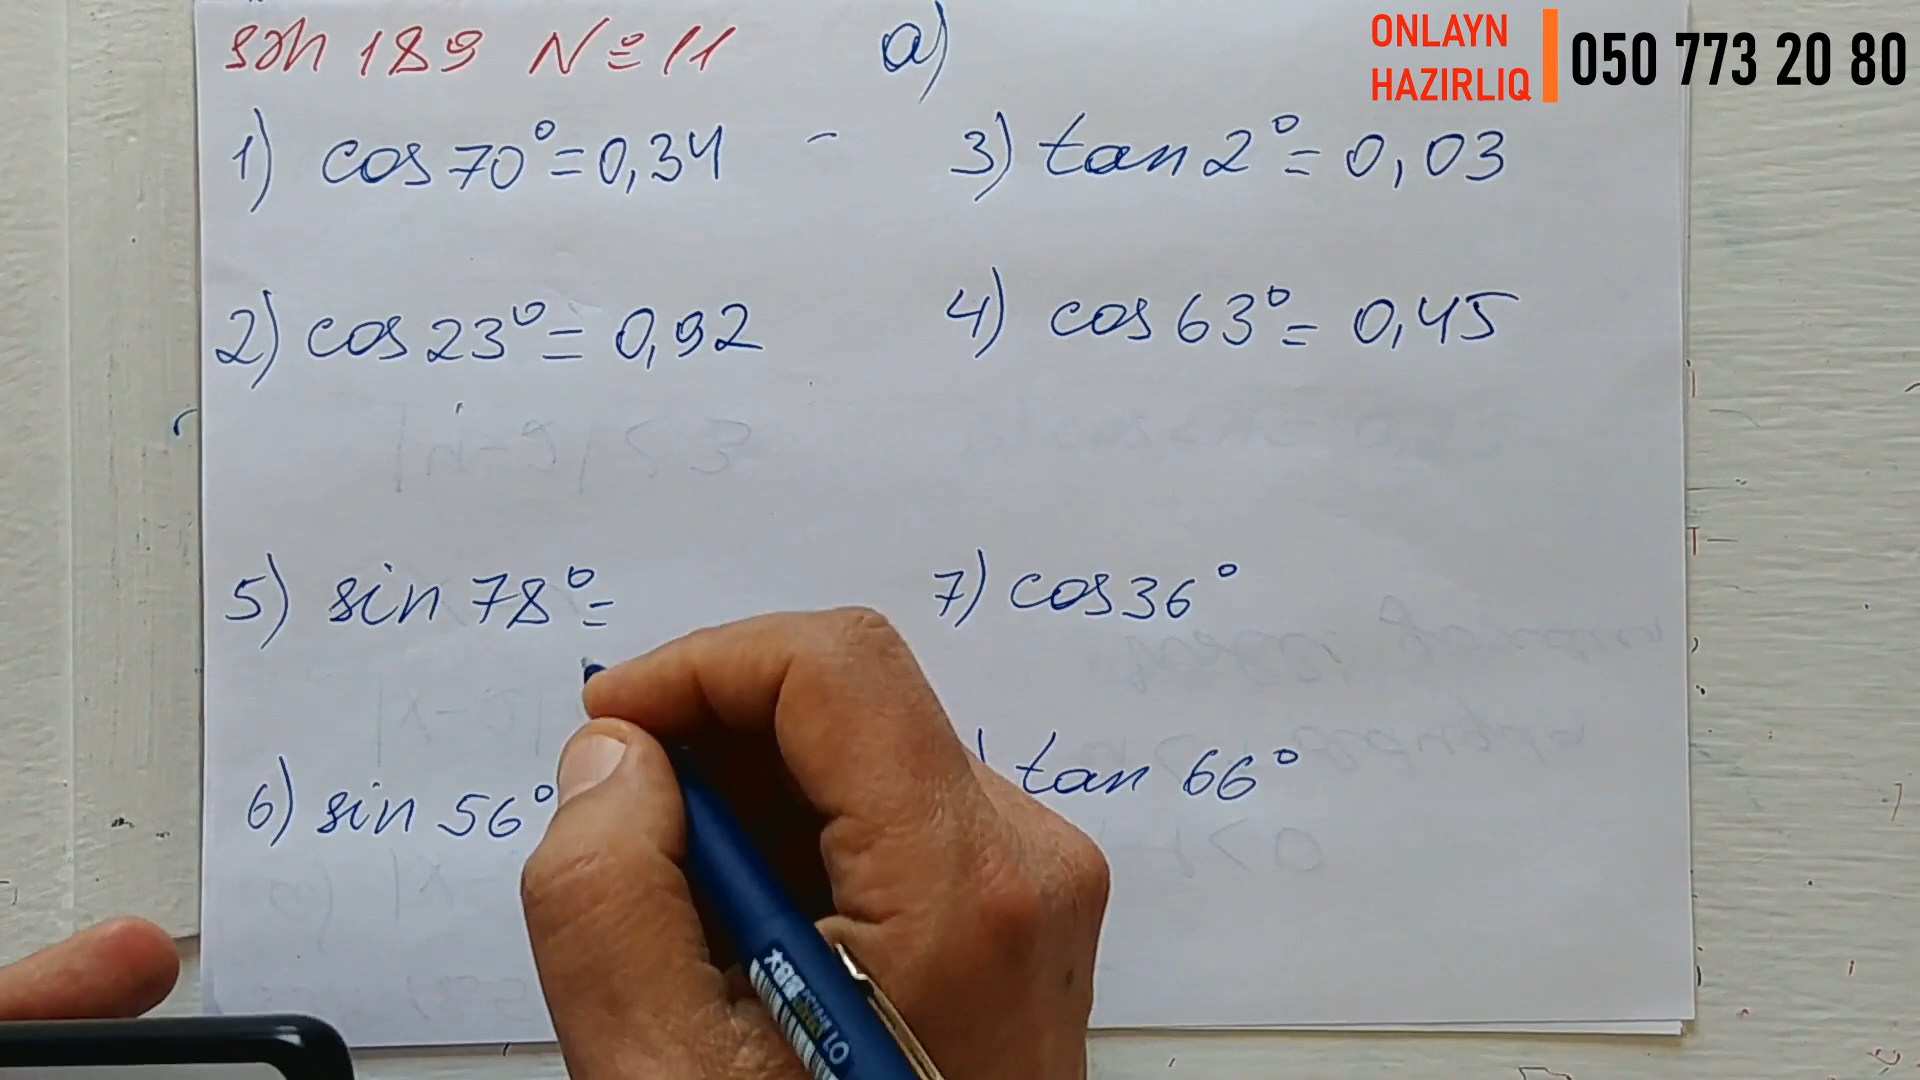 səh 189 № 11 a)
ONLAYN
HAZIRLIQ
050 773 20 80
1) cos 70° = 0,34
3) tan 2° = 0,03
2) cos 23° = 0,92
4) cos 63° = 0,45
5) sin 78° =
7) cos 36°
6) sin 56°
) tan 66°